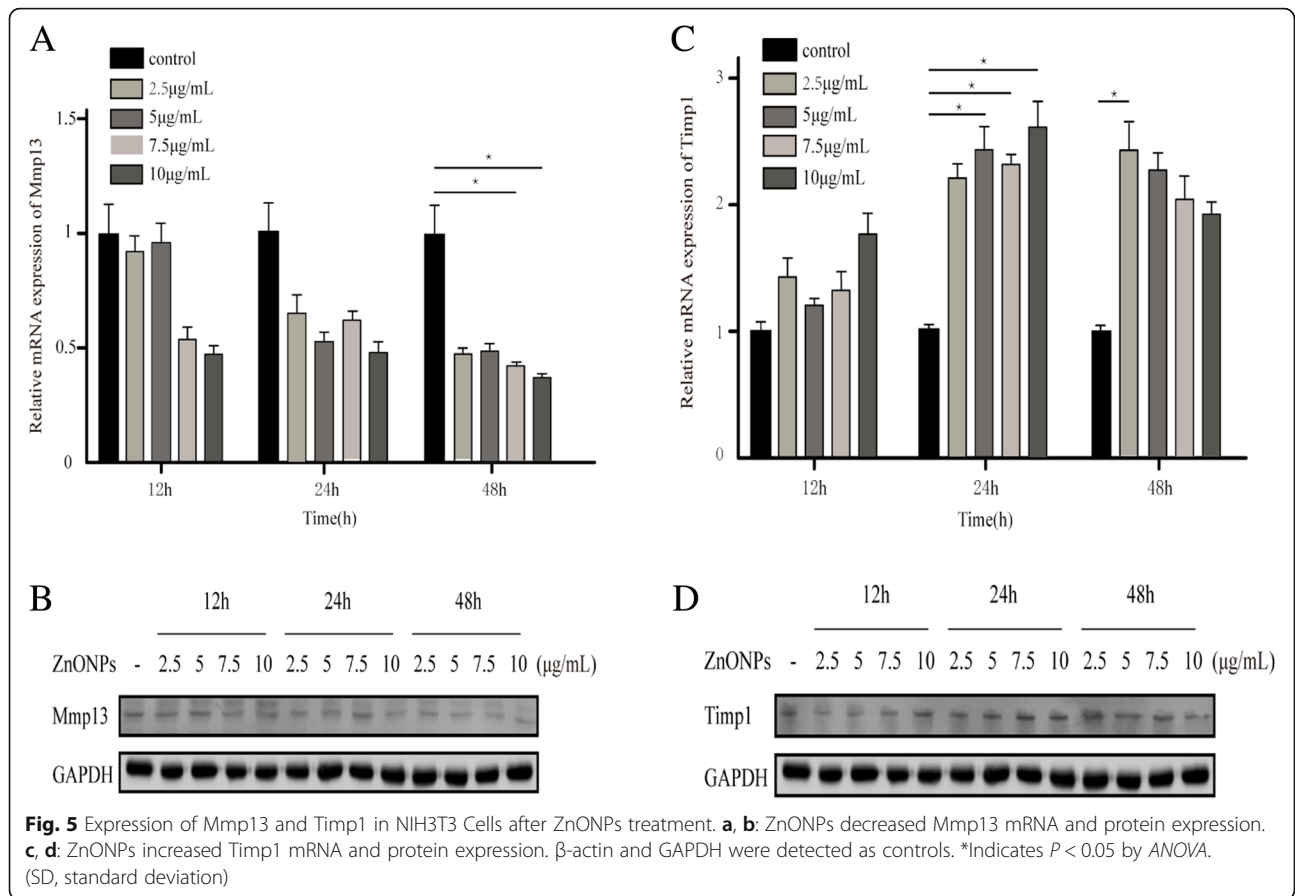 A
control
2.5μg/mL
5μg/mL
7.5μg/mL
10μg/mL
Relative mRNA expression of Mmp13
1.5
1
0.5
0
*
*
12h
24h
48h
Time(h)
C
control
2.5μg/mL
5μg/mL
7.5μg/mL
10μg/mL
Relative mRNA expression of Timp1
3
2
1
0
*
*
*
*
12h
24h
48h
Time(h)
B
12h 24h 48h
ZnONPs - 2.5 5 7.5 10 2.5 5 7.5 10 2.5 5 7.5 10 (μg/mL)
Mmp13
GAPDH
D
12h 24h 48h
ZnONPs - 2.5 5 7.5 10 2.5 5 7.5 10 2.5 5 7.5 10 (μg/mL)
Timp1
GAPDH
Fig. 5 Expression of Mmp13 and Timp1 in NIH3T3 Cells after ZnONPs treatment. a, b: ZnONPs decreased Mmp13 mRNA and protein expression.
c, d: ZnONPs increased Timp1 mRNA and protein expression. β-actin and GAPDH were detected as controls. *Indicates P < 0.05 by ANOVA.
(SD, standard deviation)